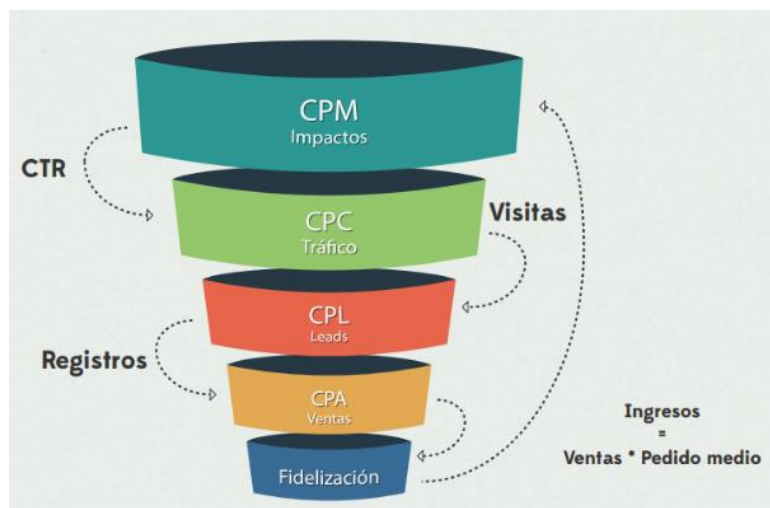 CPM
Impactos
CTR
CPC
Tráfico
Visitas
CPL
Leads
Registros
CPA
Ventas
Fidelización
Ingresos
=
Ventas * Pedido medio